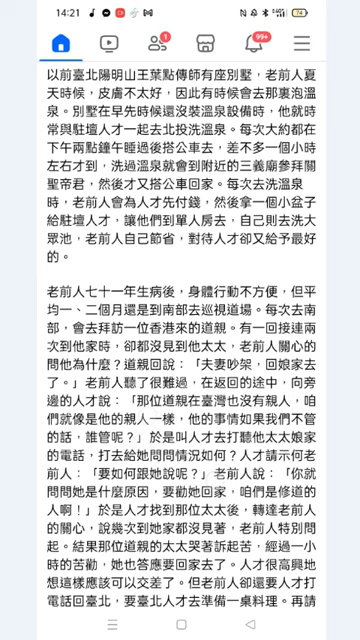 14:21
74
1
99+
以前臺北陽明山王葉點傳師有座別墅，老前人夏
天時候，皮膚不太好，因此有時候會去那裏泡溫
泉。別墅在早先時候還沒裝溫泉設備時，他就時
常與駐壇人才一起去北投洗溫泉。每次大約都在
下午兩點鐘午睡過後搭公車去，差不多一個小時
左右才到，洗過溫泉就會到附近的三義廟參拜關
聖帝君，然後才又搭公車回家。每次去洗溫泉
時，老前人會為人才先付錢，然後拿一個小盆子
給駐壇人才，讓他們到單人房去，自己則去洗大
眾池，老前人自己節省，對待人才卻又給予最好
的。
老前人七十一年生病後，身體行動不方便，但平
均一、二個月還是到南部去巡視道場。每次去南
部，會去拜訪一位香港來的道親。有一回接連兩
次到他家時，卻都沒見到他太太，老前人關心的
問他為什麼？道親回說：「夫妻吵架，回娘家去
了。」老前人聽了很難過，在返回的途中，向旁
邊的人才說：「那位道親在臺灣也沒有親人，咱
們就像是他的親人一樣，他的事情如果我們不管
的話，誰管呢？」於是叫人才去打聽他太太娘家
的電話，打去給她問問情況如何？人才請示何老
前人：「要如何跟她說呢？」老前人說：「你就
問問她是什麼原因，要勸她回家，咱們是修道的
人啊！」於是人才找到那位太太後，轉達老前人
的關心，說幾次到她家都沒見著，老前人特別問
起。結果那位道親的太太哭著訴起苦，經過一小
時的苦勸，她也答應要回家去了。人才很高興地
想這樣應該可以交差了。但老前人卻還要人才打
電話回臺北，要臺北人才去準備一桌料理。再請